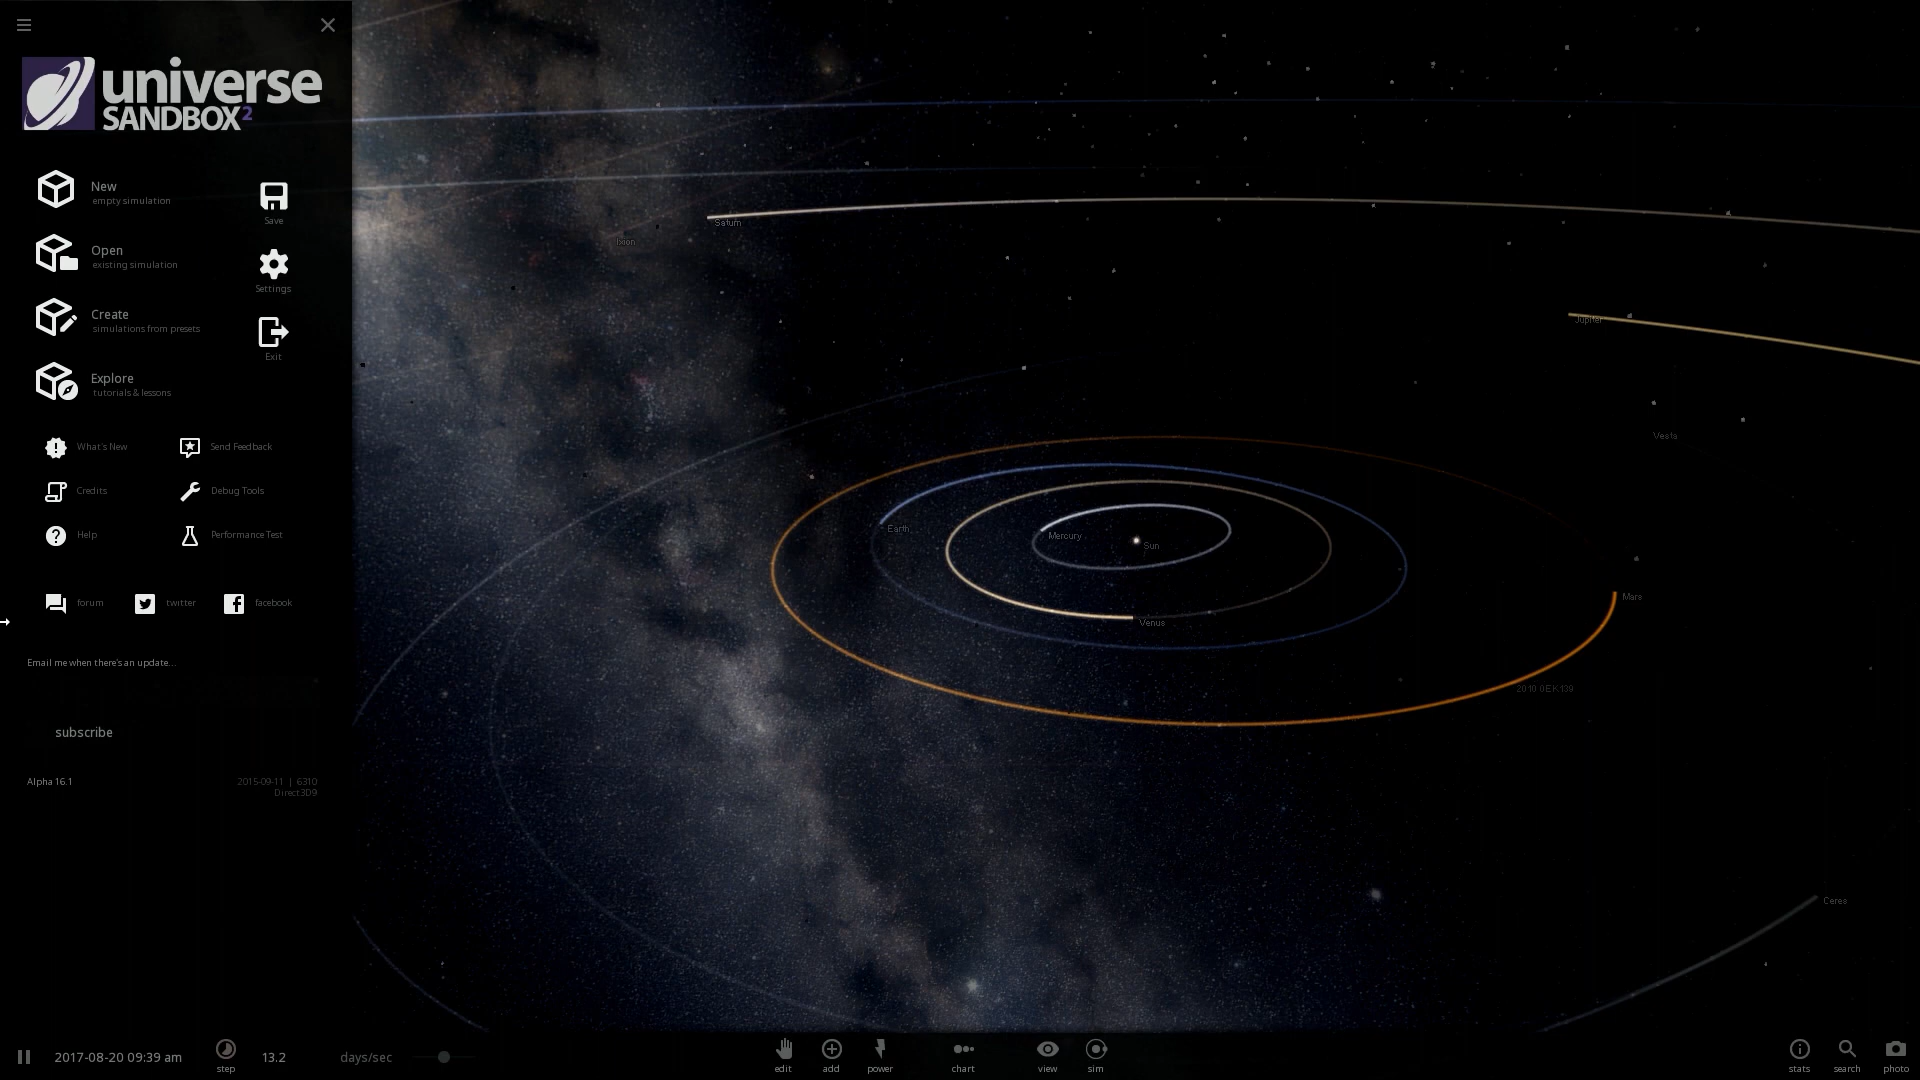 universe
SANDBOX 2
New
empty simulation
Save
Open
existing simulation
Settings
Create
simulations from presets
Exit
Explore
tutorials & lessons
What's New
Send Feedback
Credits
Debug Tools
Help
Performance Test
forum
twitter
facebook
Email me when there's an update...
subscribe
Alpha 16.1
2015-09-11 | 6310
Direct3D9
Saturn
Ixion
Jupiter
Vesta
Earth
Mercury
Sun
Mars
Venus
2010 OEK139
Ceres
2017-08-20 09:39 am
step
13.2
days/sec
edit
add
power
chart
view
sim
stats
search
photo